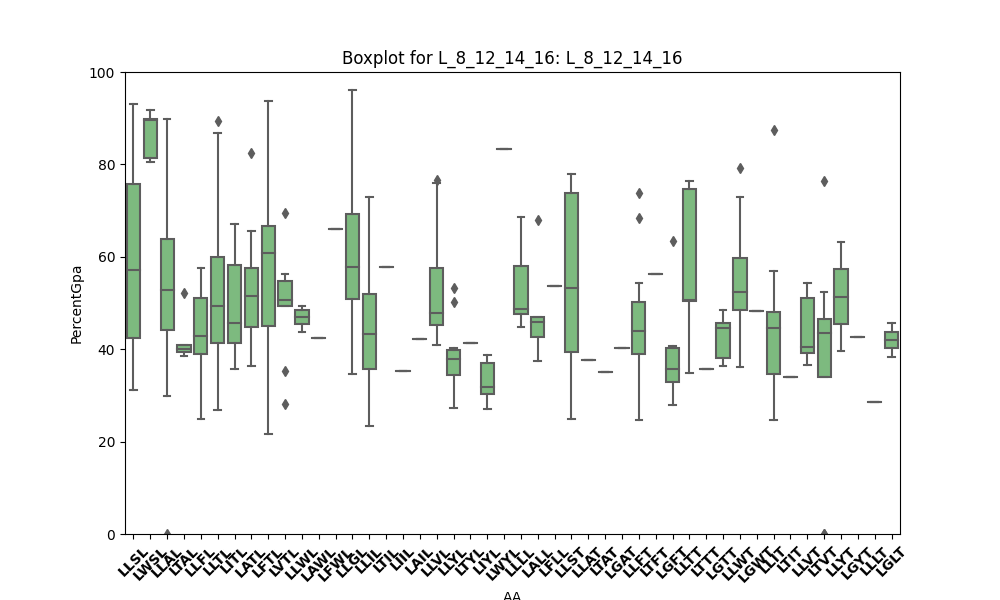 Boxplot for L_8_12_14_16: L_8_12_14_16
100
80
60
40
20
0
PercentGpa
LLSL
LWSL
LLAL
LTAL
LLFL
LLTL
LITL
LATL
LFTL
LVTL
LLWL
LAWL
LFWL
LLGL
LLIL
LTIL
LIIL
LAIL
LLVL
LLYL
LTYL
LIYL
LWYL
LLLL
LALL
LFLL
LLST
LLAT
LTAT
LGAT
LLFT
LTFT
LGFT
LLTT
LTTT
LGTT
LLWT
LGWT
LLIT
LTIT
LLVT
LTVT
LLYT
LGYT
LLLT
LGLT
AA